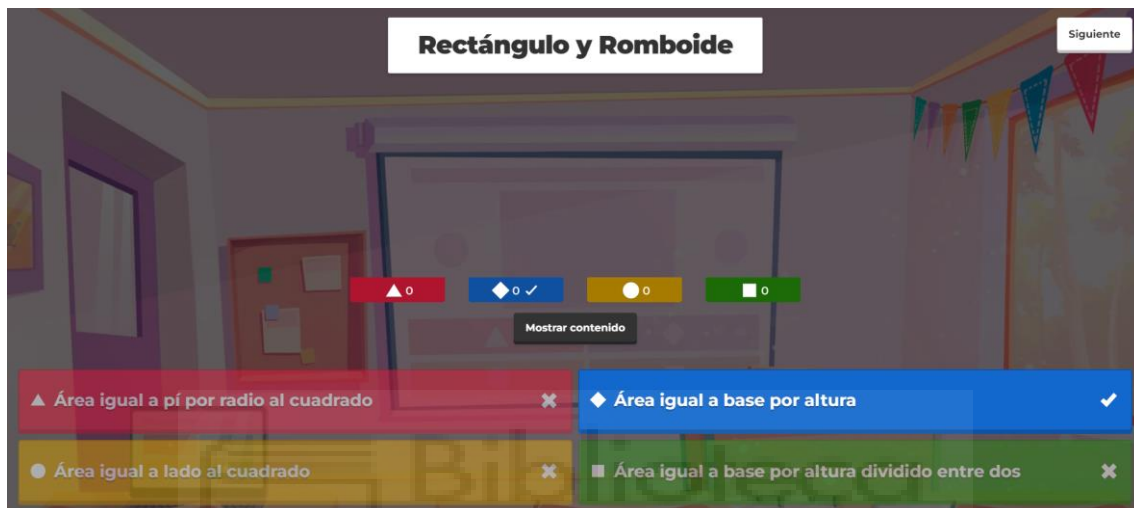 Rectángulo y Romboide
Siguiente
0
0
0
0
Mostrar contenido
Área igual a pí por radio al cuadrado
Área igual a base por altura
Área igual a lado al cuadrado
Área igual a base por altura dividido entre dos
Biblioteca